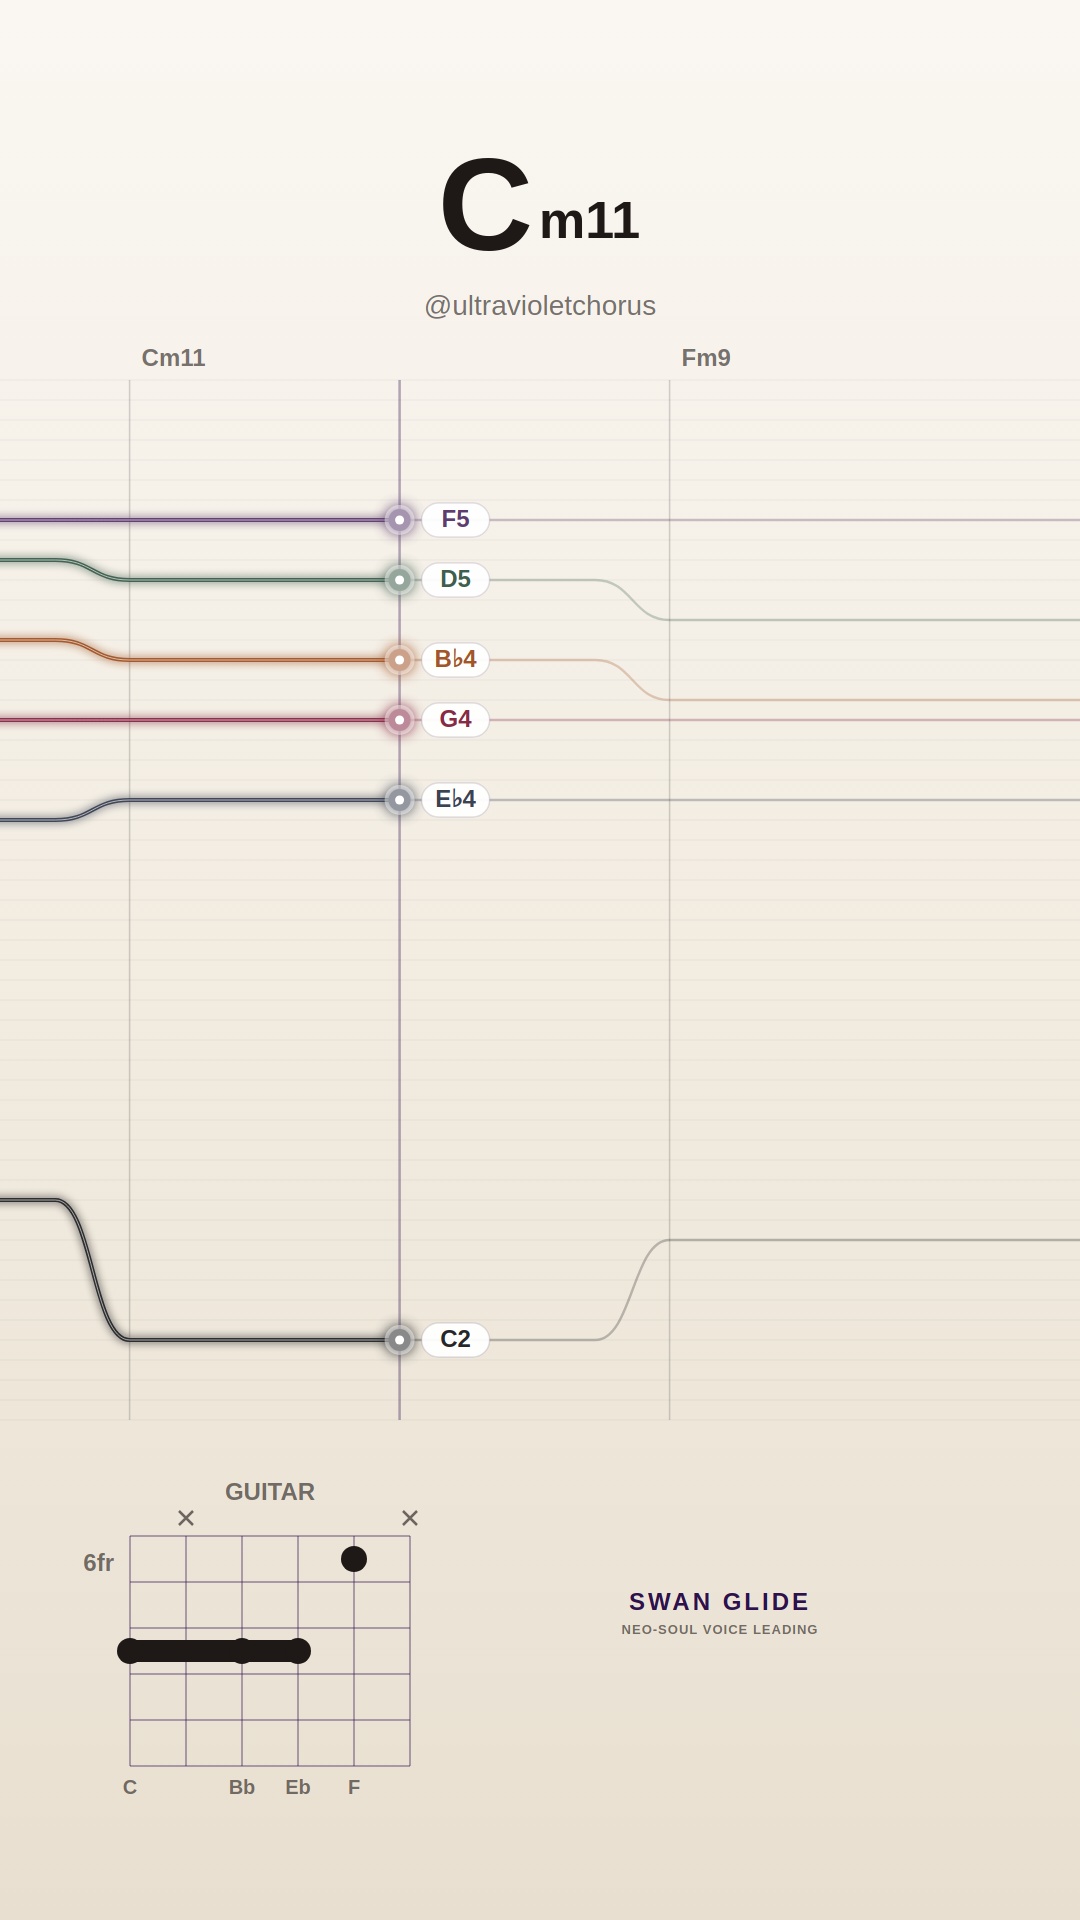 Cm11
@ultravioletchorus
Cm11
Fm9
F5
D5
B♭4
G4
E♭4
C2
GUITAR
× ×
6fr
C Bb Eb F
SWAN GLIDE
NEO-SOUL VOICE LEADING